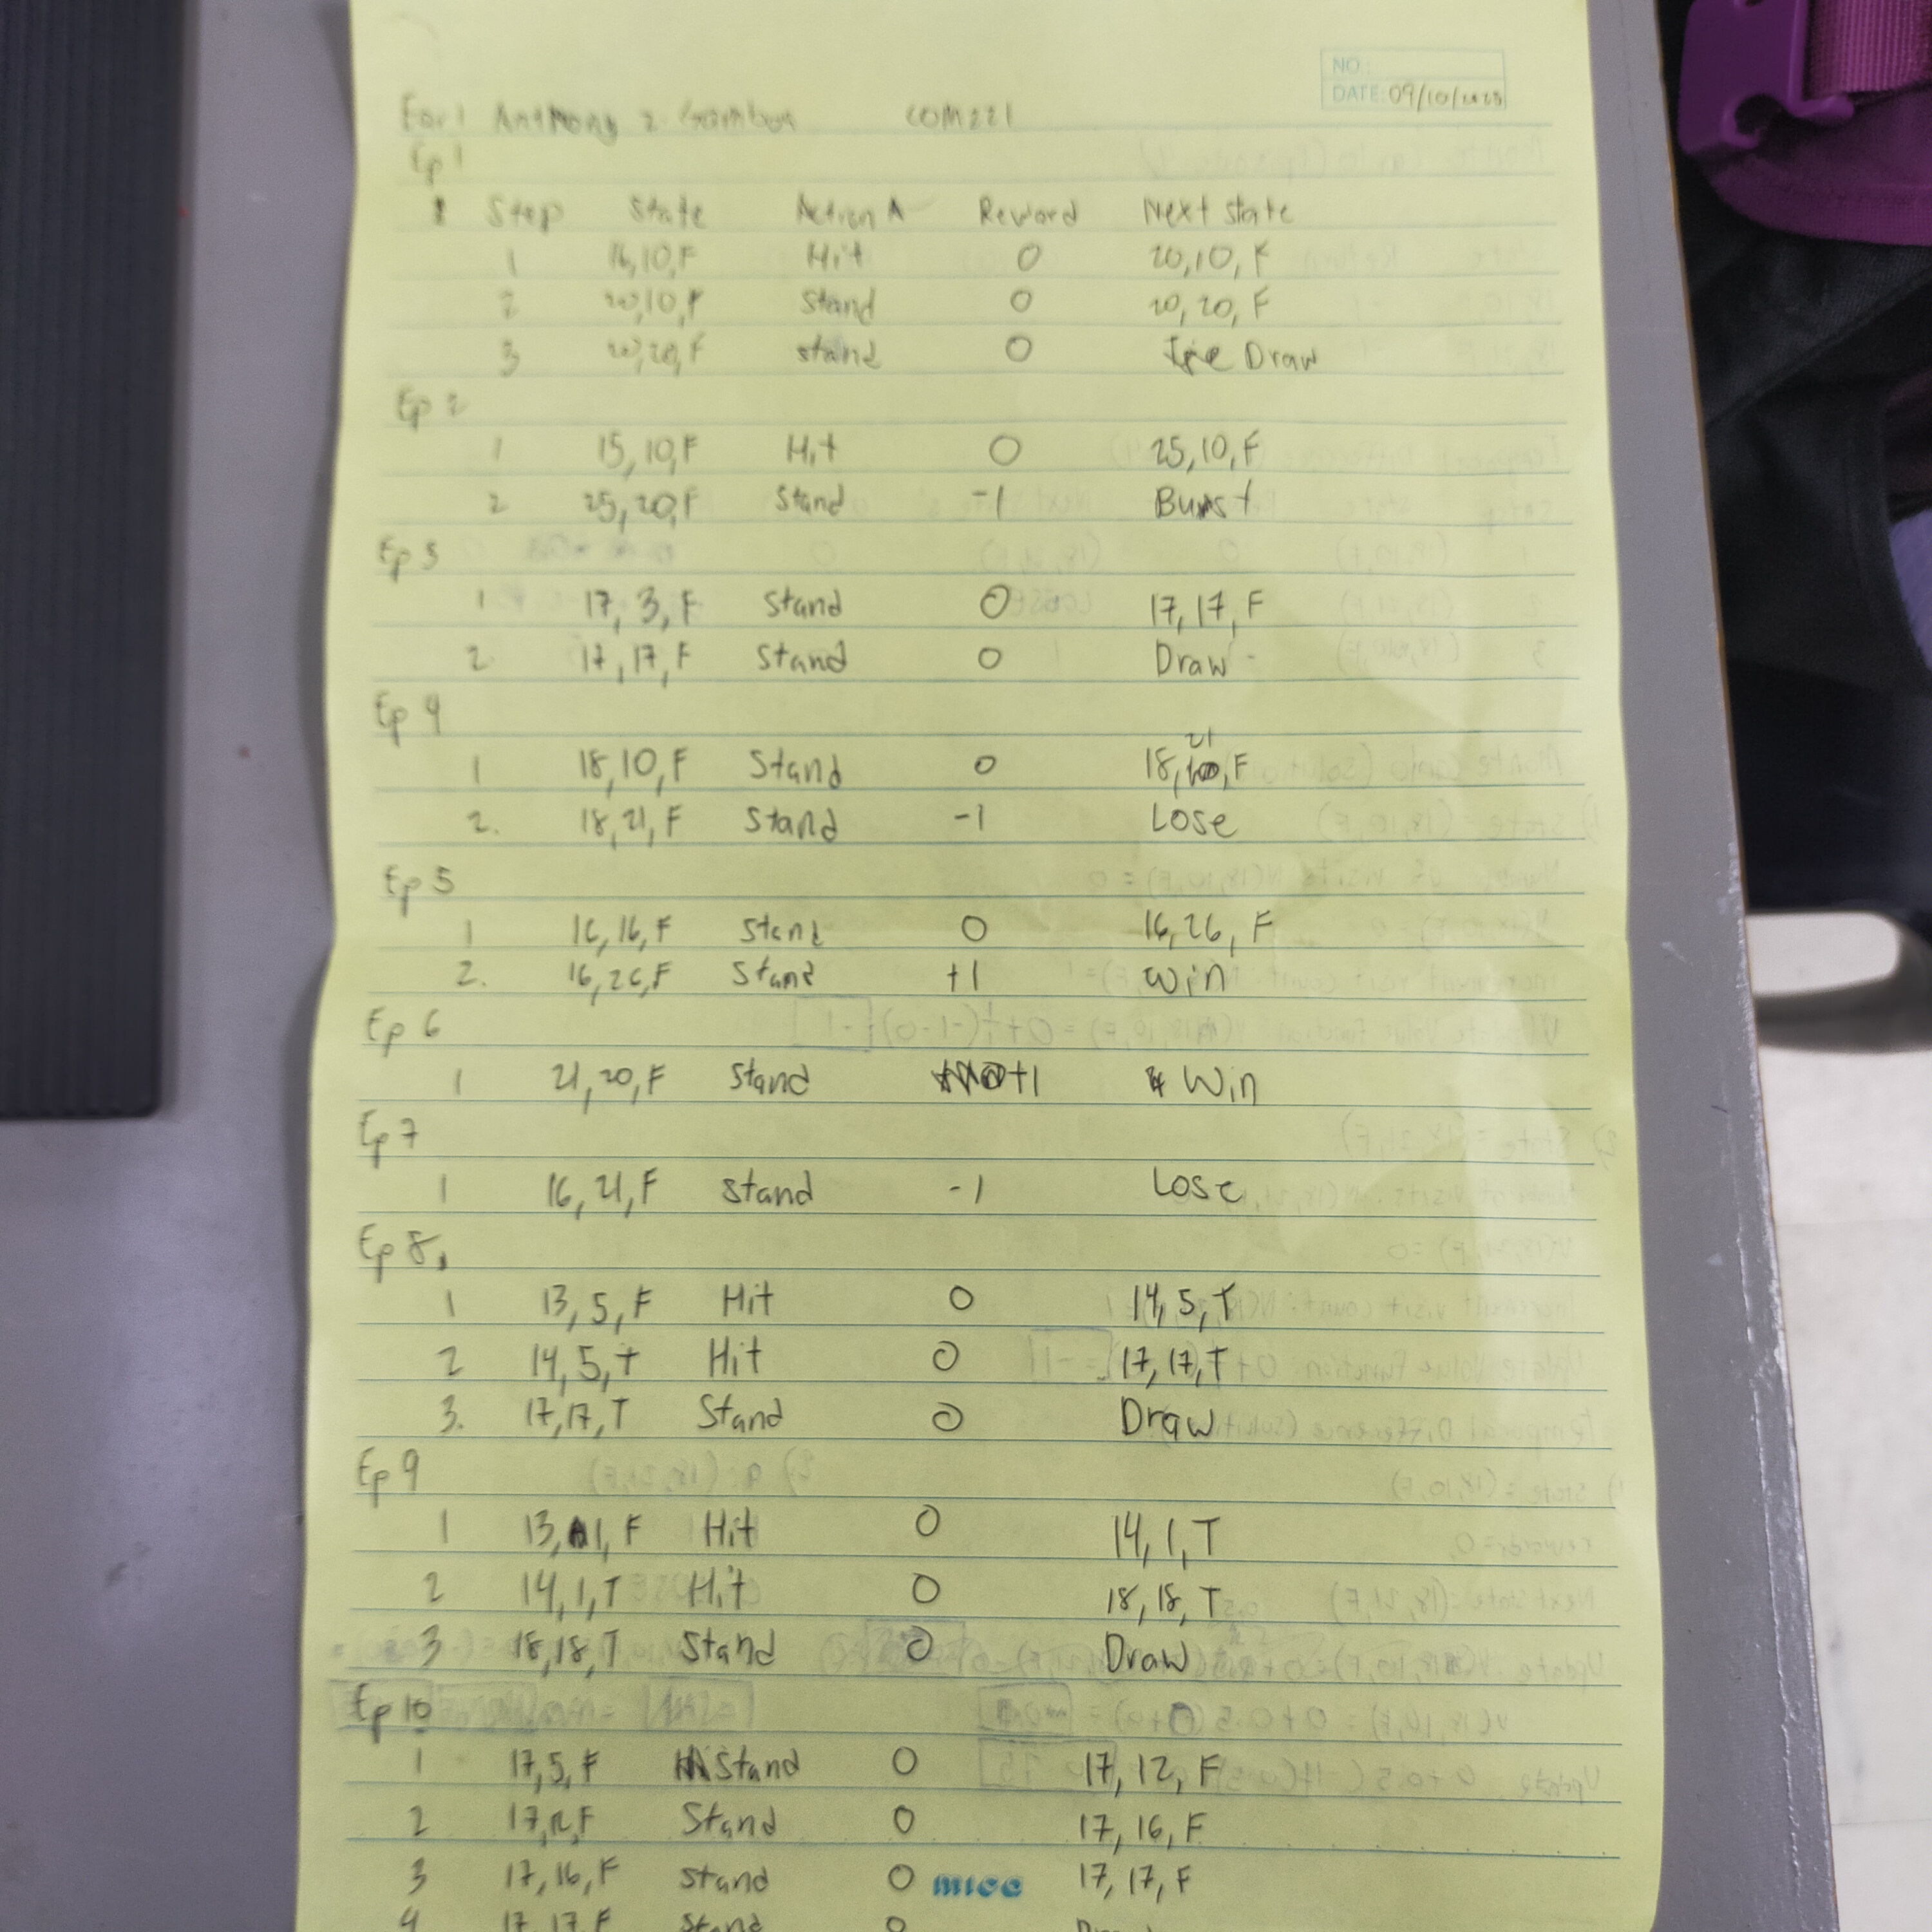 NO.:
DATE: 09/10/2025
Earl Anthony Z Gamboa COM221
Ep 1
Step State Action A Reward Next state
1 16,10,F Hit 0 20,10,F
2 20,10,F Stand 0 20,20,F
3 20,20,F stand 0 Draw
Ep 2
1 15,10,F Hit 0 25,10,F
2 25,20,F Stand -1 Burst
Ep 3
1 17,3,F Stand 0 17,17,F
2 17,17,F Stand 0 Draw
Ep 4
1 18,10,F Stand 0 18,21,F
2. 18,21,F Stand -1 Lose
Ep 5
1 16,16,F Stand 0 16,26,F
2. 16,26,F Stand +1 Win
Ep 6
1 21,20,F Stand +1 Win
Ep 7
1 16,21,F stand -1 Lose
Ep 8
1 13,5,F Hit 0 14,5,T
2 14,5,T Hit 0 17,17,T
3. 17,17,T Stand 0 Draw
Ep 9
1 13,1,F Hit 0 14,1,T
2 14,1,T Hit 0 18,18,T
3 18,18,T Stand 0 Draw
Ep 10
1 17,5,F Stand 0 17,12,F
2 17,12,F Stand 0 17,16,F
3 17,16,F Stand 0 17,17,F
mico
4 17,17,F Stand 0 Draw